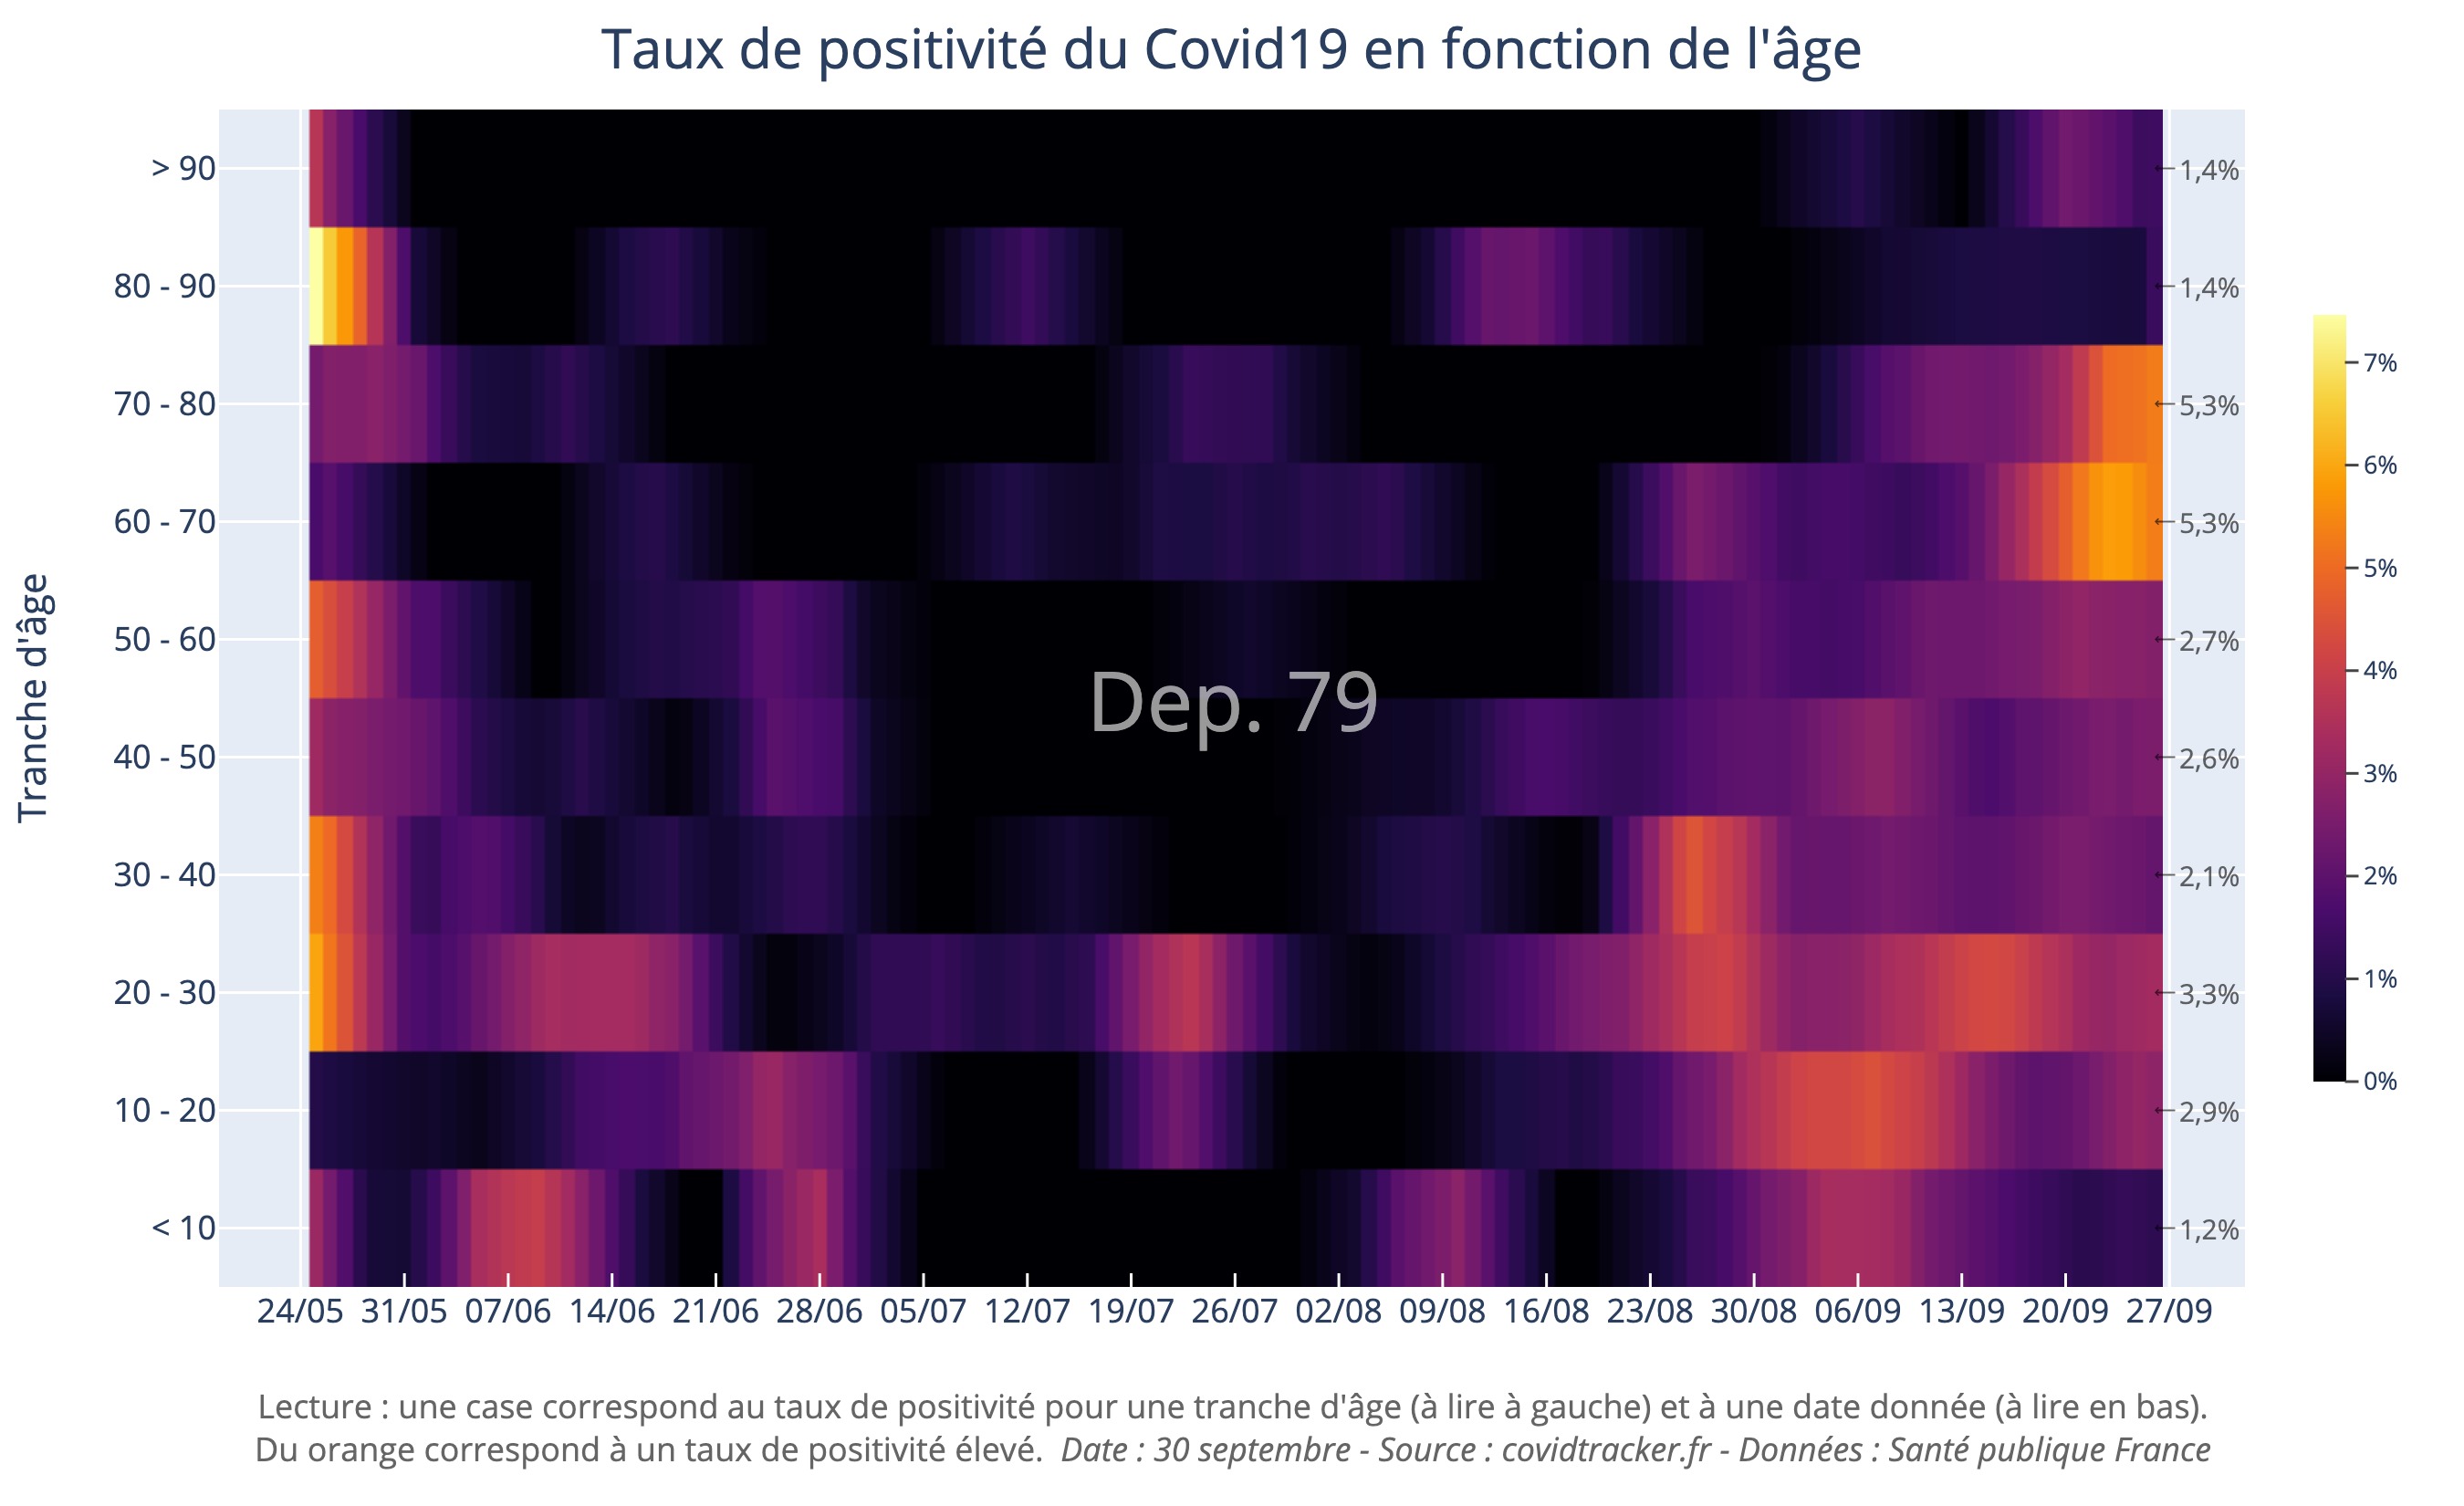 Taux de positivité du Covid19 en fonction de l'âge
Tranche d'âge
> 90
80 - 90
70 - 80
60 - 70
50 - 60
40 - 50
30 - 40
20 - 30
10 - 20
< 10
Dep. 79
1,4%
1,4%
5,3%
5,3%
2,7%
2,6%
2,1%
3,3%
2,9%
1,2%
7%
6%
5%
4%
3%
2%
1%
0%
24/05 31/05 07/06 14/06 21/06 28/06 05/07 12/07 19/07 26/07 02/08 09/08 16/08 23/08 30/08 06/09 13/09 20/09 27/09
Lecture : une case correspond au taux de positivité pour une tranche d'âge (à lire à gauche) et à une date donnée (à lire en bas).
Du orange correspond à un taux de positivité élevé. Date : 30 septembre - Source : covidtracker.fr - Données : Santé publique France